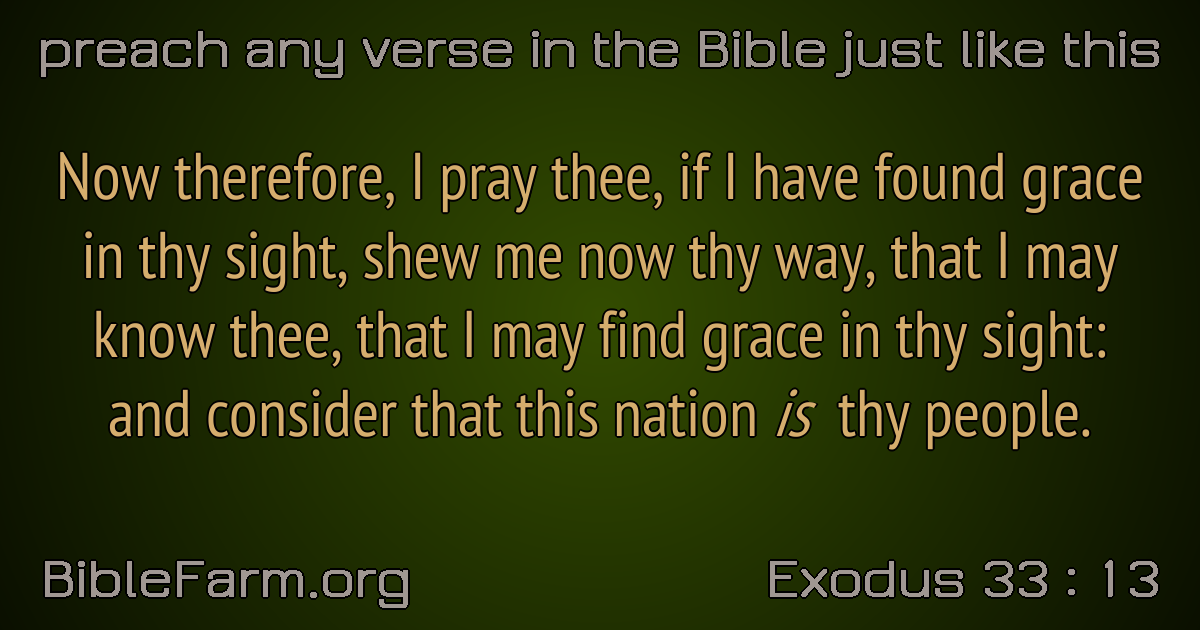 preach any verse in the Bible just like this
Now therefore, I pray thee, if I have found grace
in thy sight, shew me now thy way, that I may
know thee, that I may find grace in thy sight:
and consider that this nation is thy people.
BibleFarm.org
Exodus 33 : 13